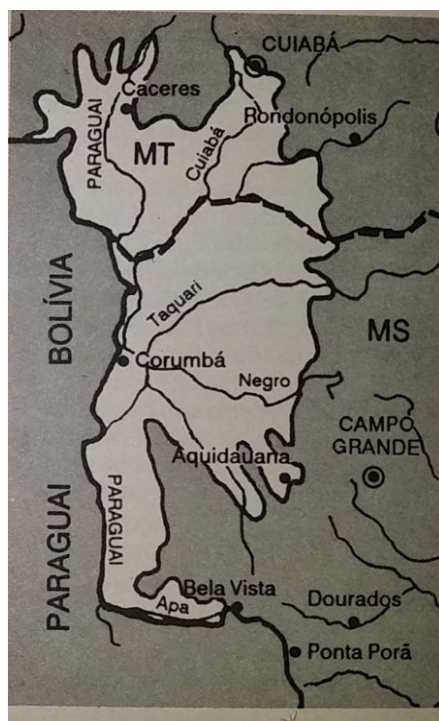 CUIABÁ
Cáceres
Rondonópolis
PARAGUAI
MT
Cuiabá
BOLÍVIA
Taquari
MS
Corumbá
Negro
CAMPO
GRANDE
Aquidauana
PARAGUAI
PARAGUAI
Bela Vista
Apa
Dourados
Ponta Porã